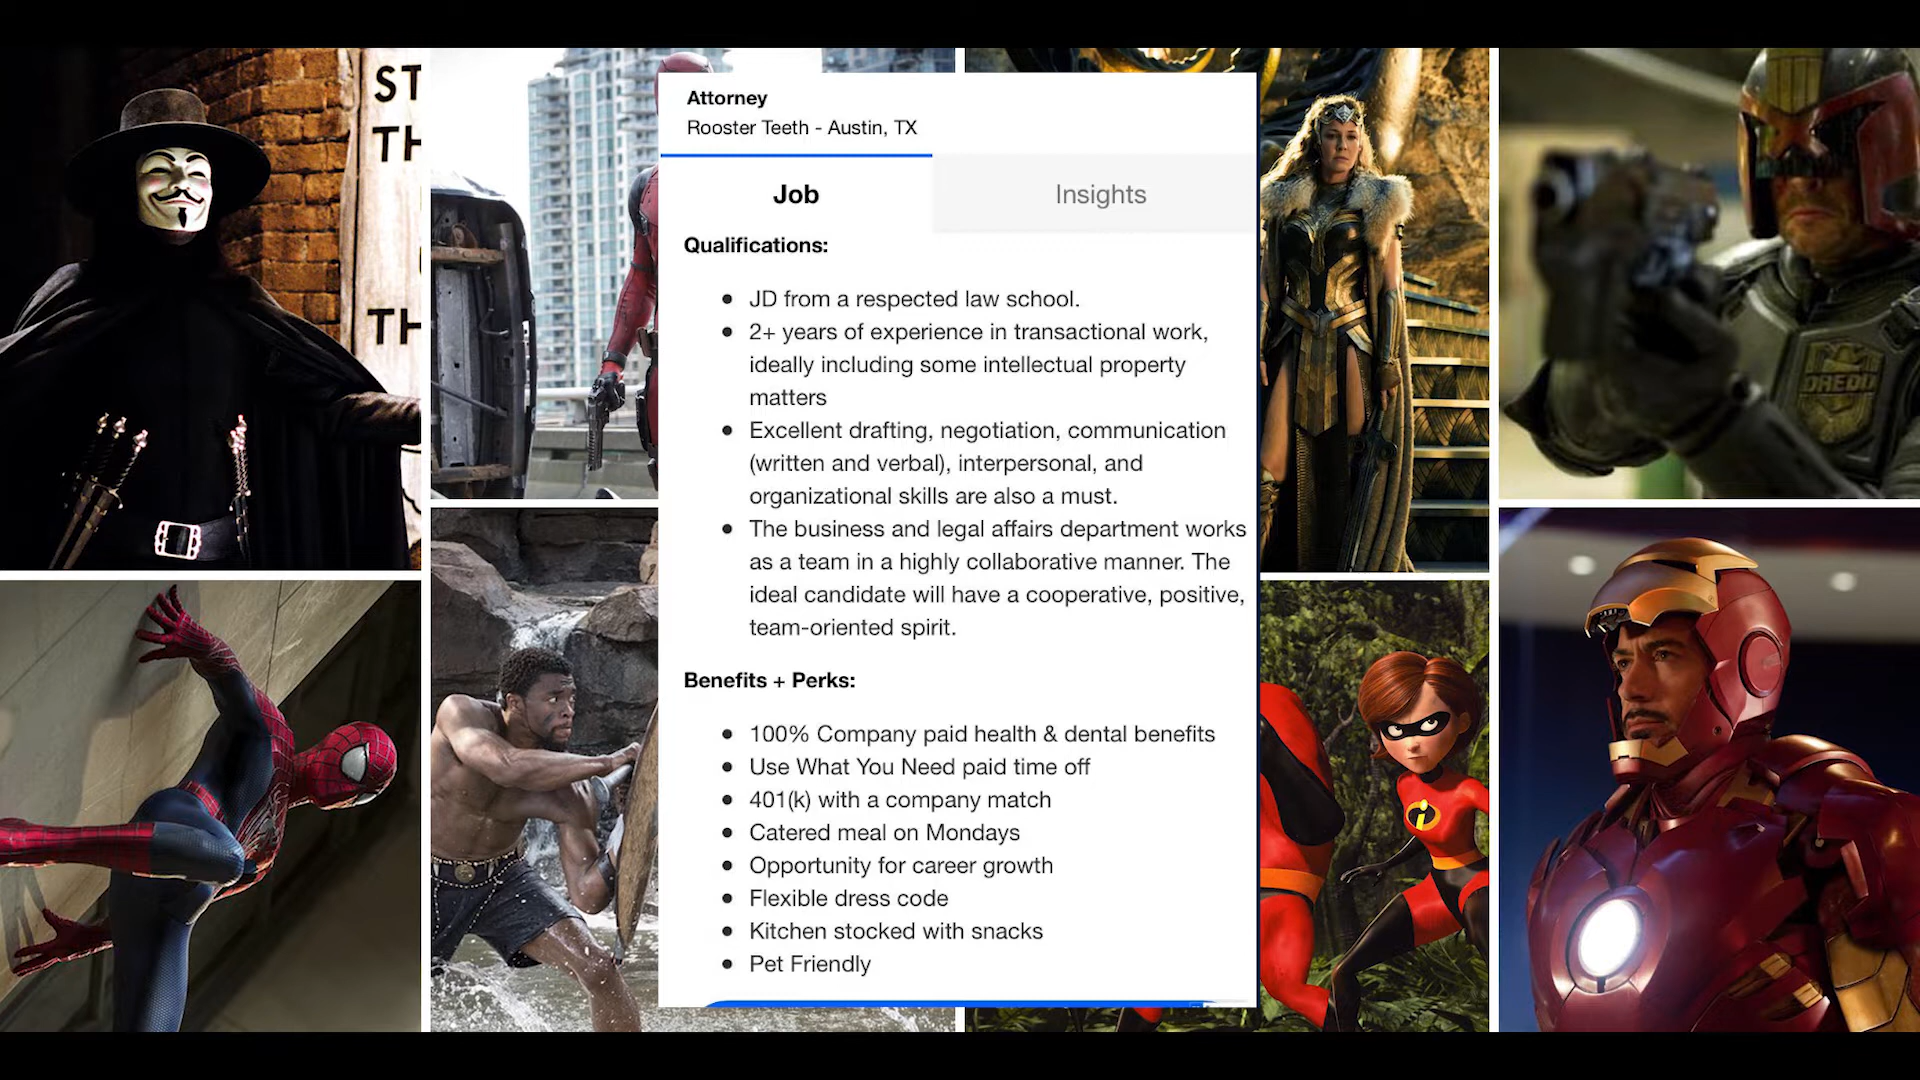 ST
TH
TH
Attorney
Rooster Teeth - Austin, TX
Job
Insights
Qualifications:
• JD from a respected law school.
• 2+ years of experience in transactional work,
ideally including some intellectual property
matters
• Excellent drafting, negotiation, communication
(written and verbal), interpersonal, and
organizational skills are also a must.
• The business and legal affairs department works
as a team in a highly collaborative manner. The
ideal candidate will have a cooperative, positive,
team-oriented spirit.
Benefits + Perks:
• 100% Company paid health & dental benefits
• Use What You Need paid time off
• 401(k) with a company match
• Catered meal on Mondays
• Opportunity for career growth
• Flexible dress code
• Kitchen stocked with snacks
• Pet Friendly
DREDD
i